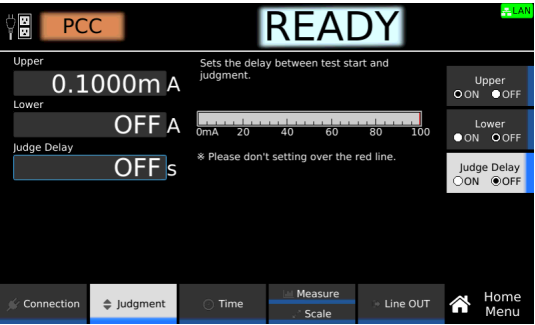 PCC
READY
LAN
Upper
0.1000m A
Lower
OFF A
Judge Delay
OFF s
Sets the delay between test start and
judgment.
0mA 20 40 60 80 100
※ Please don't setting over the red line.
Upper
ON OFF
Lower
ON OFF
Judge Delay
ON OFF
Connection
Judgment
Time
Measure
Scale
Line OUT
Home
Menu